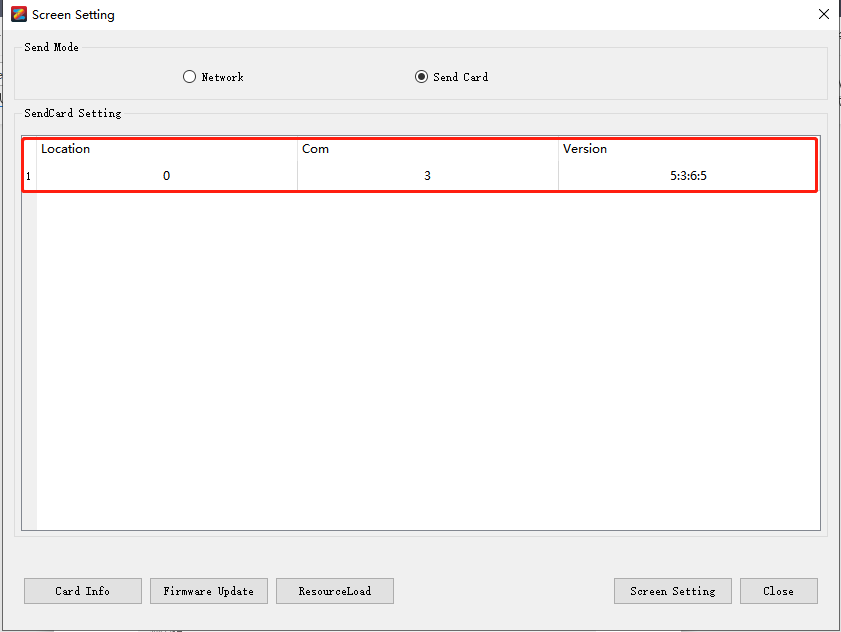 Screen Setting
Send Mode
Network Send Card
SendCard Setting
Location Com Version
1 0 3 5:3:6:5
Card Info Firmware Update ResourceLoad Screen Setting Close